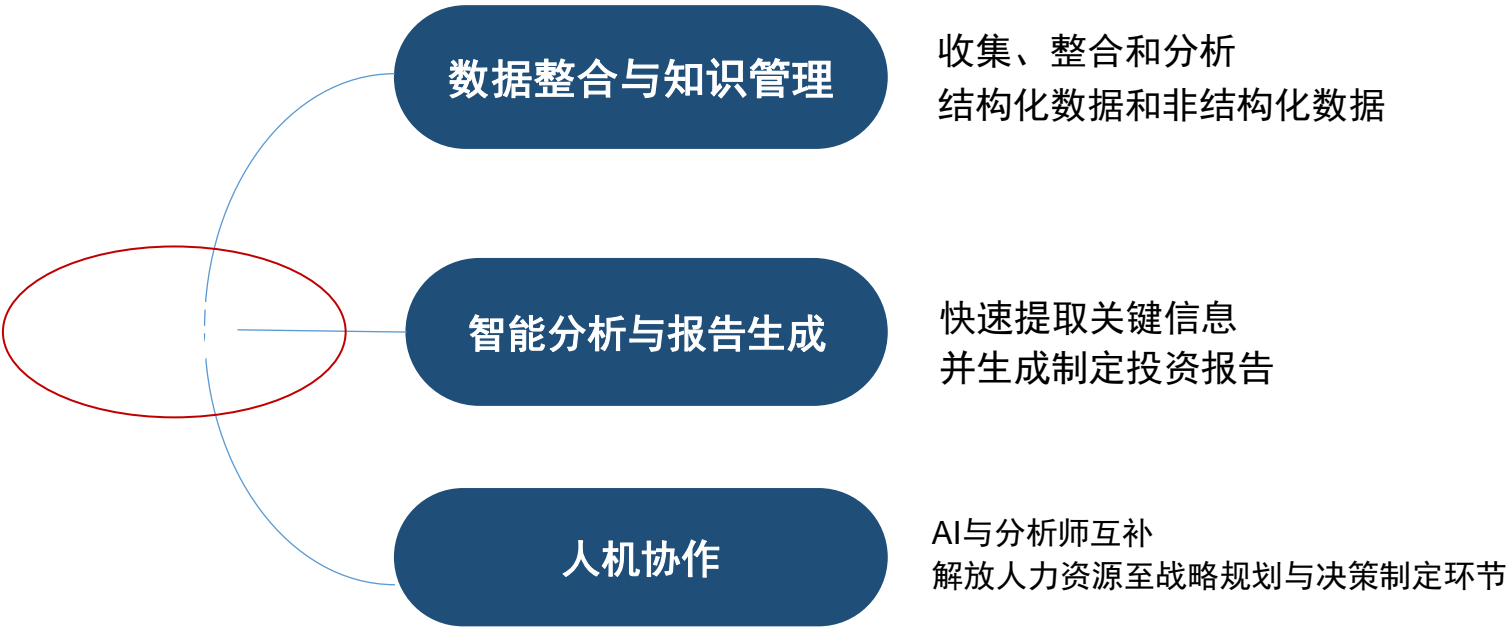 数据整合与知识管理
收集、整合和分析
结构化数据和非结构化数据
智能分析与报告生成
快速提取关键信息
并生成制定投资报告
人机协作
AI与分析师互补
解放人力资源至战略规划与决策制定环节